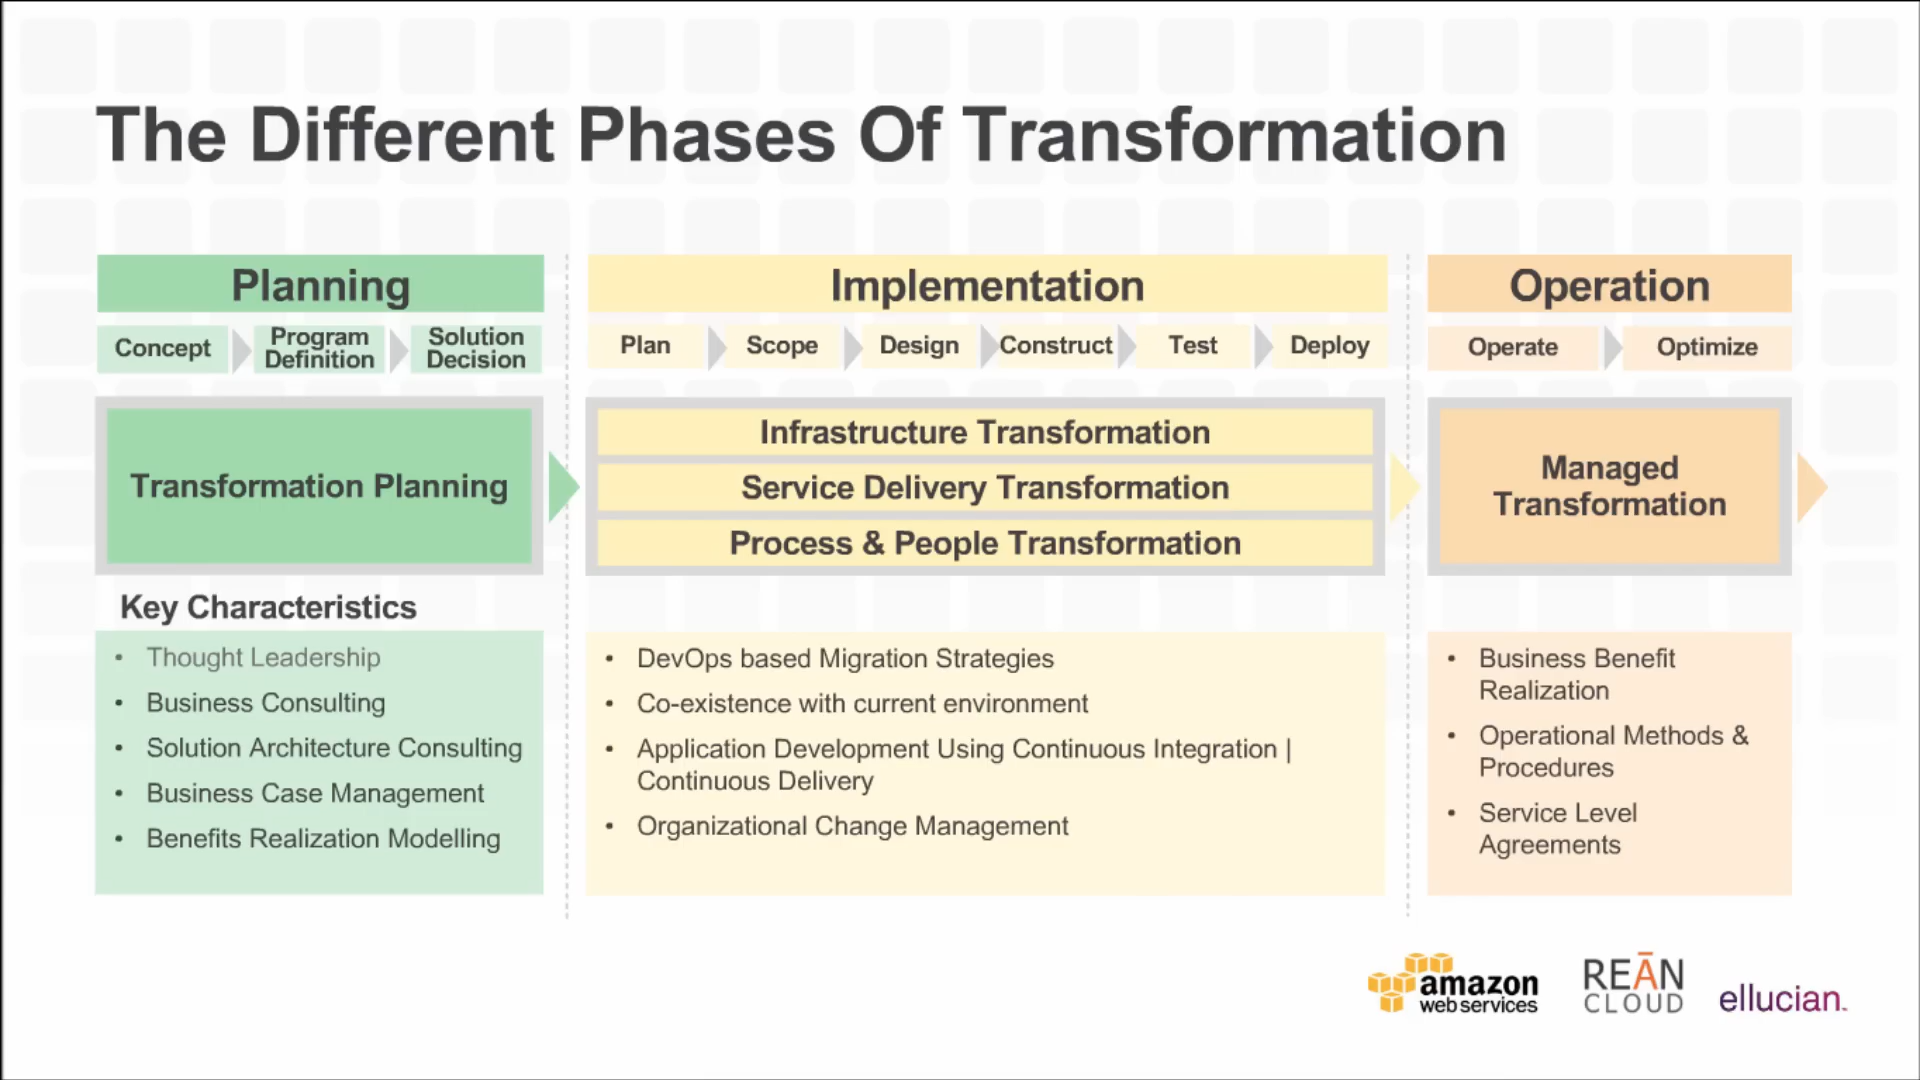 The Different Phases Of Transformation
Planning
Implementation
Operation
Concept
Program
Definition
Solution
Decision
Plan
Scope
Design
Construct
Test
Deploy
Operate
Optimize
Transformation Planning
Infrastructure Transformation
Service Delivery Transformation
Process & People Transformation
Managed
Transformation
Key Characteristics
• Thought Leadership
• Business Consulting
• Solution Architecture Consulting
• Business Case Management
• Benefits Realization Modelling
• DevOps based Migration Strategies
• Co-existence with current environment
• Application Development Using Continuous Integration |
Continuous Delivery
• Organizational Change Management
• Business Benefit
Realization
• Operational Methods &
Procedures
• Service Level
Agreements
amazon
webservices
REĀN
CLOUD
ellucian